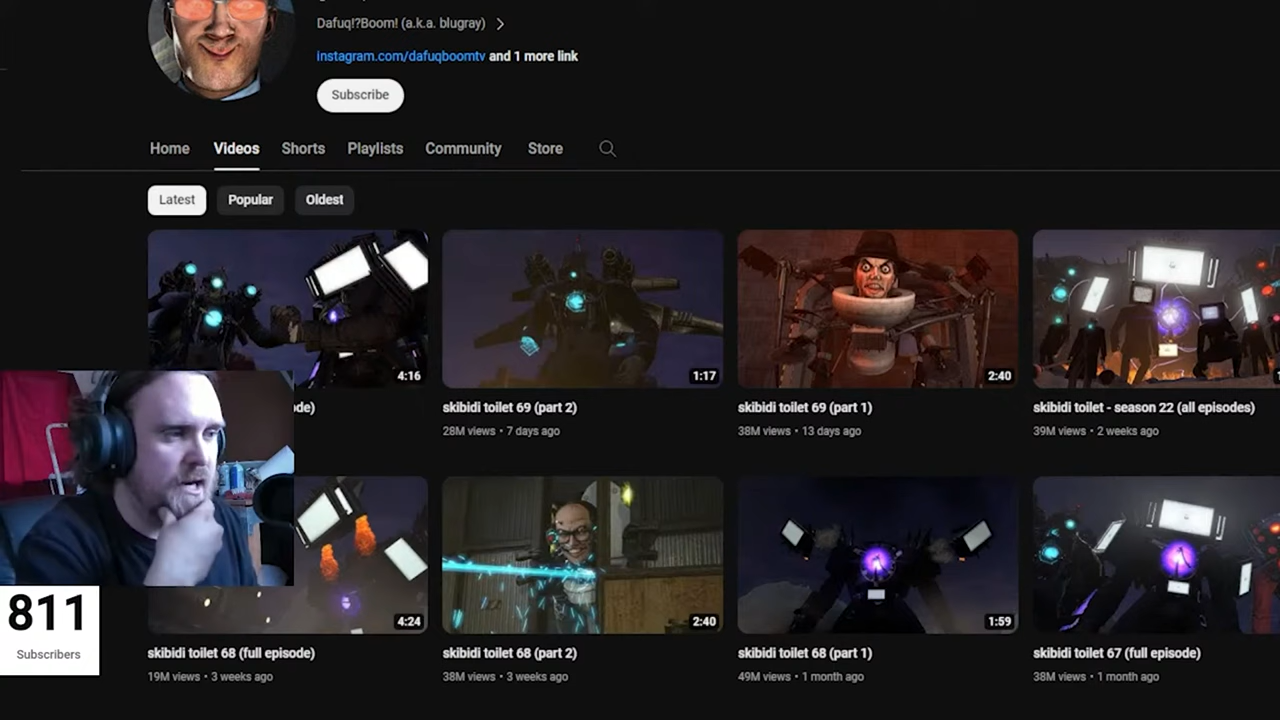 Dafuq!?Boom! (a.k.a. blugray)
instagram.com/dafuqboomtv and 1 more link
Subscribe
Home Videos Shorts Playlists Community Store
Latest Popular Oldest
4:16
1:17
2:40
ode)
skibidi toilet 69 (part 2)
28M views • 7 days ago
skibidi toilet 69 (part 1)
38M views • 13 days ago
skibidi toilet - season 22 (all episodes)
39M views • 2 weeks ago
4:24
2:40
1:59
skibidi toilet 68 (full episode)
19M views • 3 weeks ago
skibidi toilet 68 (part 2)
38M views • 3 weeks ago
skibidi toilet 68 (part 1)
49M views • 1 month ago
skibidi toilet 67 (full episode)
38M views • 1 month ago
811
Subscribers